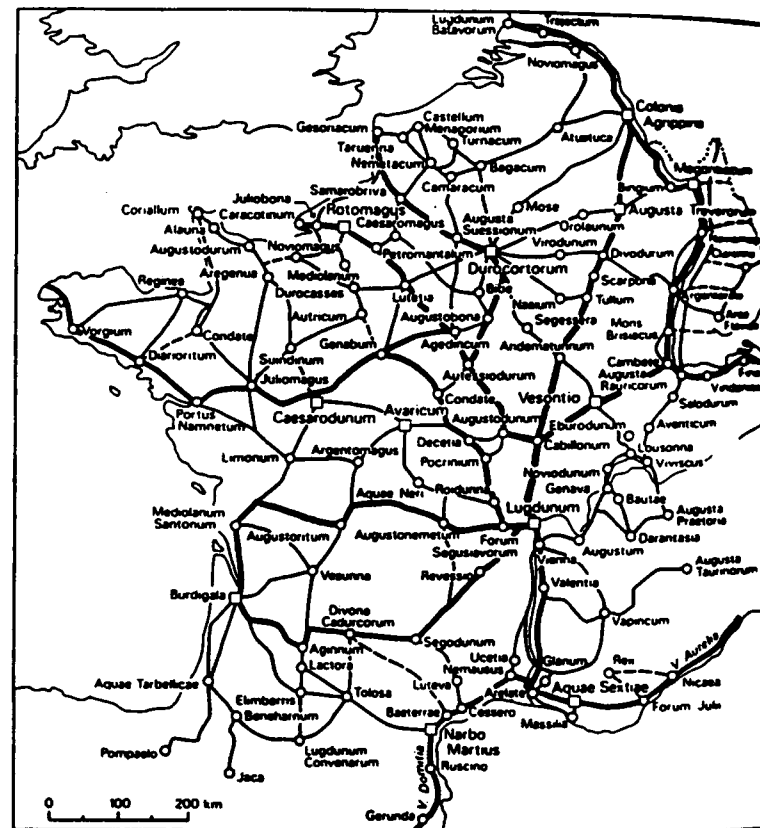 Lugdunum
Batavorum
Traiectum
Noviomagus
Colonia
Agrippina
Castellum
Menapiorum
Gesoriacum
Turnacum
Atuatuca
Taruenna
Nemetacum
Bagacum
Camaracum
Bingium
Samarobriva
Juliobona
Mose
Augusta
Treverorum
Coriallum
Caracotinum
Rotomagus
Caesaromagus
Augusta
Suessionum
Orolaunum
Alauna
Virodunum
Divodurum
Augustodurum
Noviomagus
Petromantalum
Durocortorum
Aregenua
Mediolanum
Scarpona
Reginea
Durocasses
Lutetia
Bibe
Nasium
Tullum
Autricum
Augustobona
Segessera
Mons
Brisiacus
Vorgium
Condate
Genabum
Agedincum
Andematunnum
Darioritum
Suindinum
Cambete
Autessiodurum
Augusta
Rauricorum
Juliomagus
Condate
Vesontio
Portus
Namnetum
Caesarodunum
Avaricum
Augustodunum
Salodurum
Eburodunum
Aventicum
Decetia
Cabillonum
Lousonna
Limonum
Argentomagus
Pocrinium
Noviodunum
Viviscus
Genava
Aquae Neri
Roidunna
Bautae
Mediolanum
Santonum
Lugdunum
Augusta
Praetoria
Augustoritum
Augustonemetum
Forum
Segusiavorum
Darantasia
Vienna
Augustum
Augusta
Taurinorum
Vesunna
Revessio
Valentia
Burdigala
Divona
Cadurcorum
Vapincum
Aginnum
Segodunum
V. Aurelia
Ucetia
Glanum
Lactora
Nemausus
Reii
Aquae Tarbellicae
Luteva
Nicaea
Elimberris
Tolosa
Arelate
Aquae Sextiae
Beneharnum
Baeterrae
Cessero
Forum Julii
Massilia
Narbo
Martius
Pompaelo
Lugdunum
Convenarum
V. Domitia
Ruscino
Jaca
Gerunda
0 100 200 km